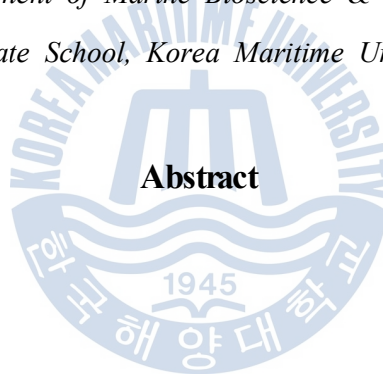 ment of Marine Bioscience &
ate School, Korea Maritime
KOREA MARITIME UNIVERSITY
Abstract
1945
한국해양대학교